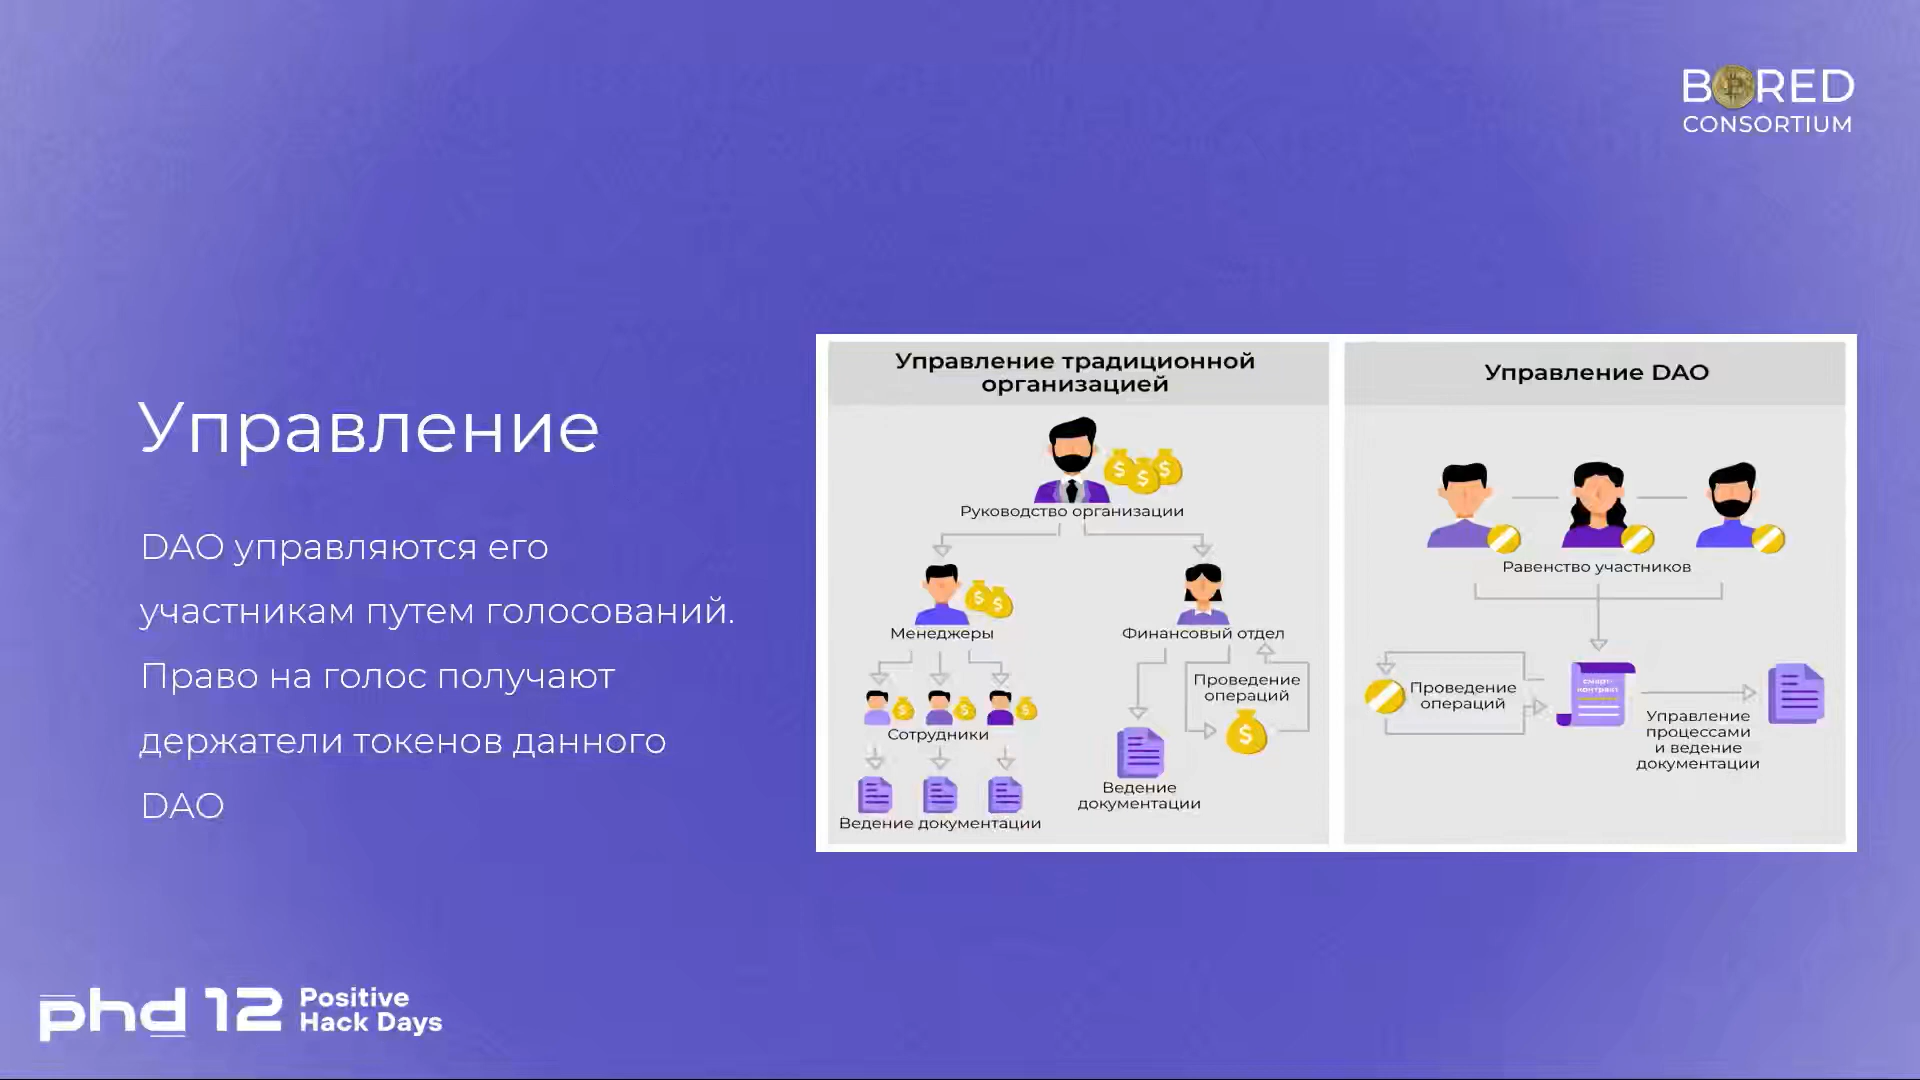 BORED
CONSORTIUM
Управление
DAO управляются его
участникам путем голосований.
Право на голос получают
держатели токенов данного
DAO
Управление традиционной
организацией
Руководство организации
Менеджеры
Финансовый отдел
Сотрудники
Проведение
операций
Ведение
документации
Ведение документации
Управление DAO
Равенство участников
Проведение
операций
смарт-
контракт
Управление
процессами
и ведение
документации
phd 12 Positive
Hack Days